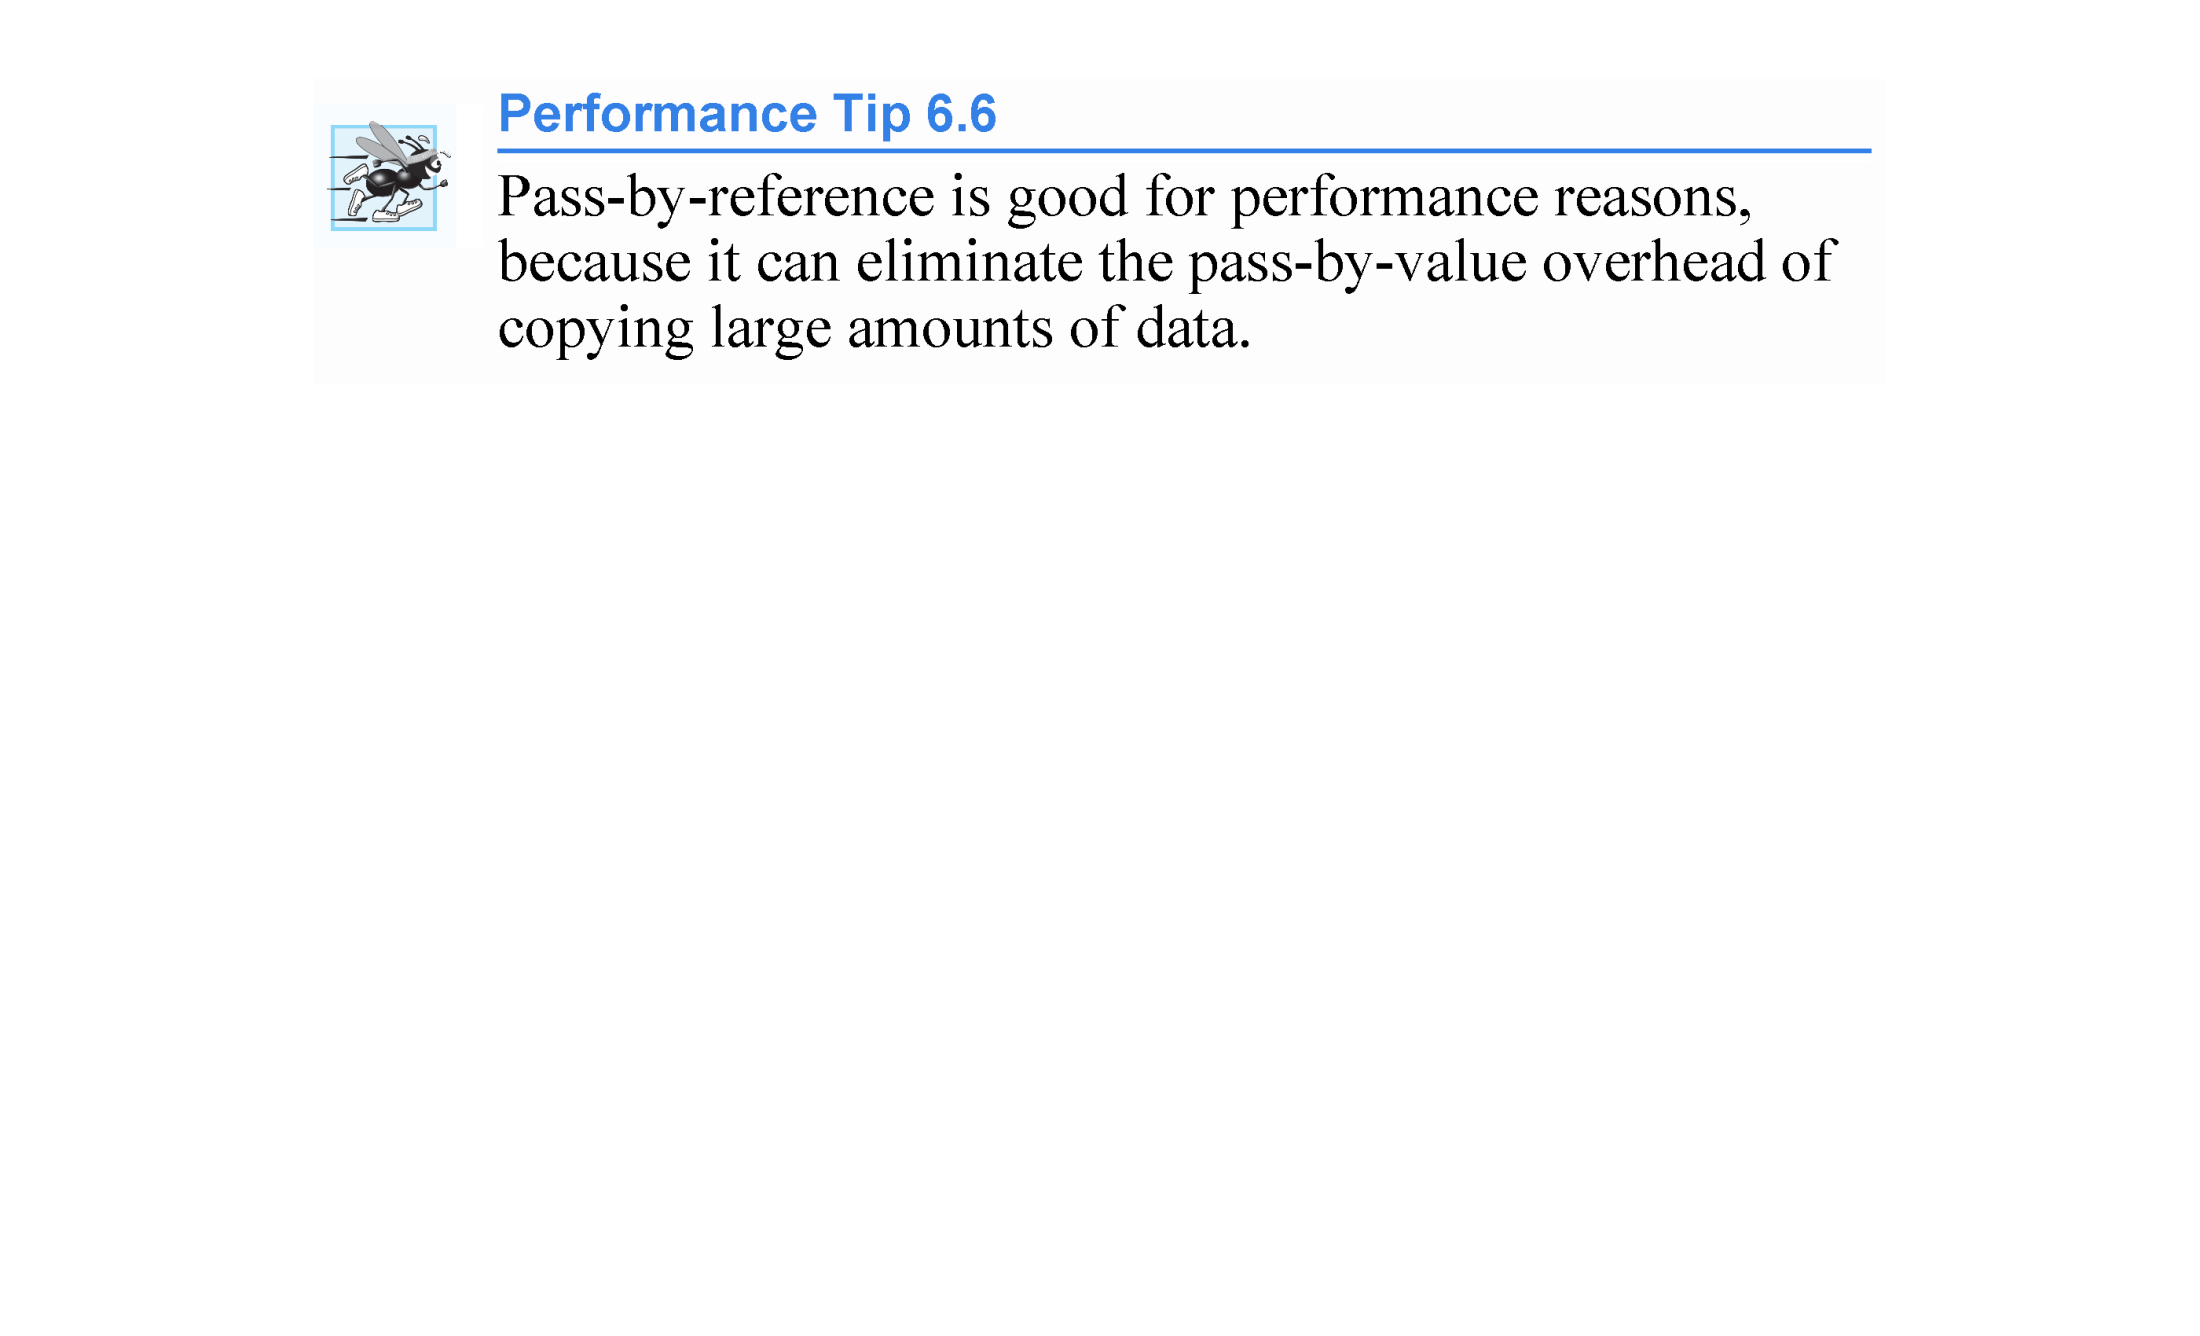 Performance Tip 6.6
Pass-by-reference is good for performance reasons,
because it can eliminate the pass-by-value overhead of
copying large amounts of data.